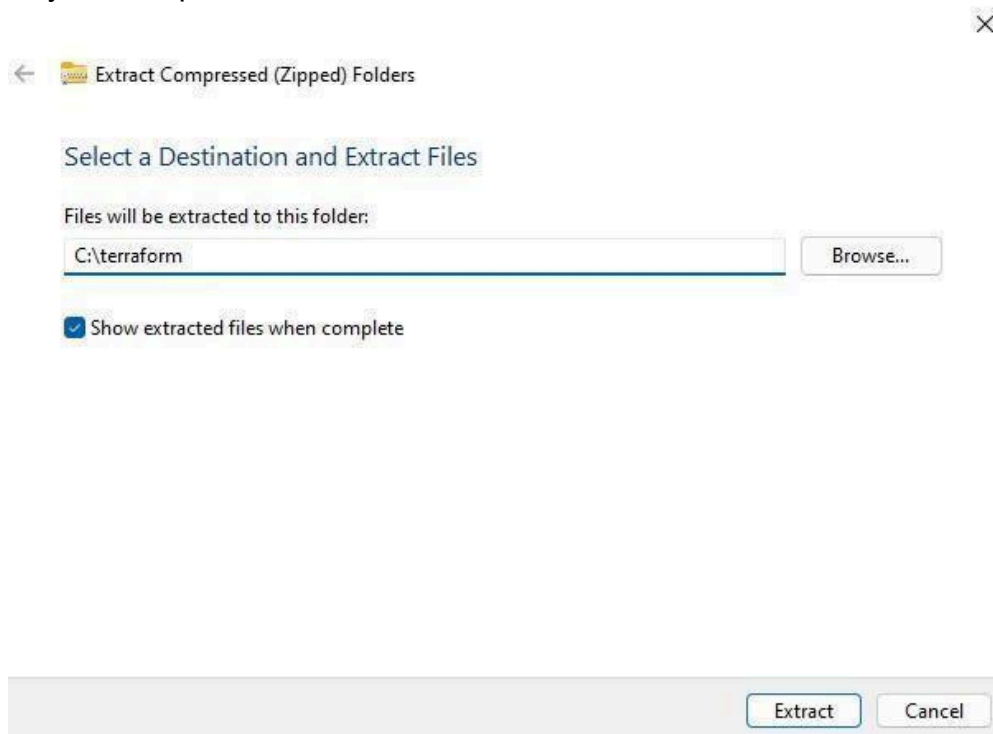 Extract Compressed (Zipped) Folders
Select a Destination and Extract Files
Files will be extracted to this folder:
C:\terraform
Browse...
Show extracted files when complete
Extract Cancel